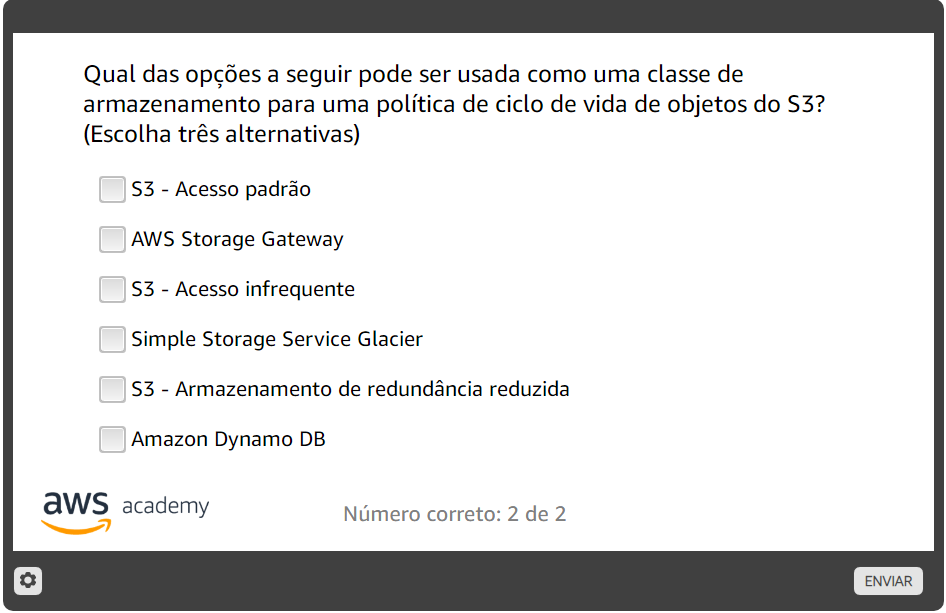 Qual das opções a seguir pode ser usada como uma classe de
armazenamento para uma política de ciclo de vida de objetos do S3?
(Escolha três alternativas)
S3 - Acesso padrão
AWS Storage Gateway
S3 - Acesso infrequente
Simple Storage Service Glacier
S3 - Armazenamento de redundância reduzida
Amazon Dynamo DB
aws academy
Número correto: 2 de 2
ENVIAR